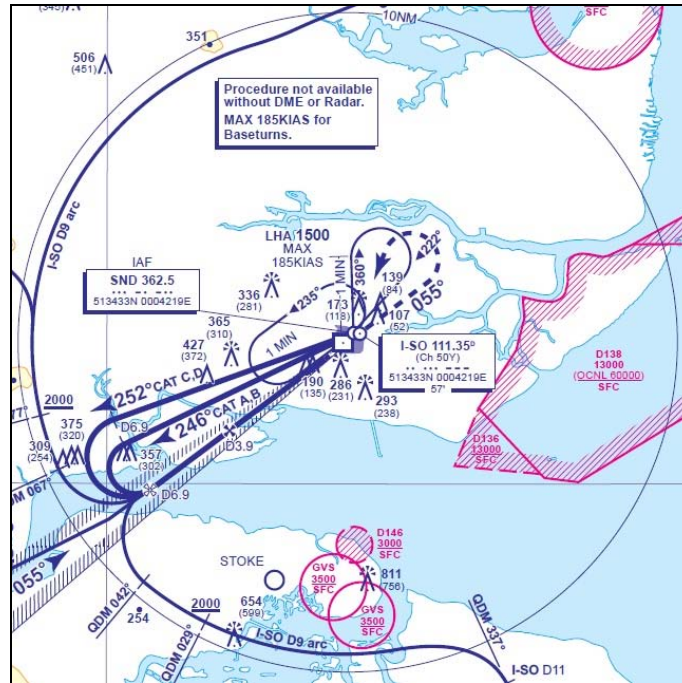 (345)
351
10NM
SFC
506
(451)
Procedure not available
without DME or Radar.
MAX 185KIAS for
Baseturns.
I-SO D9 arc
LHA 1500
MAX
185KIAS
1 MIN
360°
222°
055°
IAF
SND 362.5
513433N 0004219E
336
(281)
235°
1 MIN
173
(118)
139
(84)
107
(52)
365
(310)
427
(372)
I-SO 111.35D
(Ch 50Y)
513433N 0004219E
57'
D138
13000
(OCNL 60000)
SFC
252° CAT C,D
246° CAT A,B
190
(135)
286
(231)
293
(238)
77°
2000
375
(320)
309
(254)
D6.9
357
(302)
D3.9
D6.9
D136
13000
SFC
DM 067°
055°
D146
3000
SFC
STOKE
GVS
3500
SFC
811
(756)
GVS
3500
SFC
QDM 042°
254
2000
654
(599)
QDM 029°
I-SO D9 arc
QDM 337°
I-SO D11